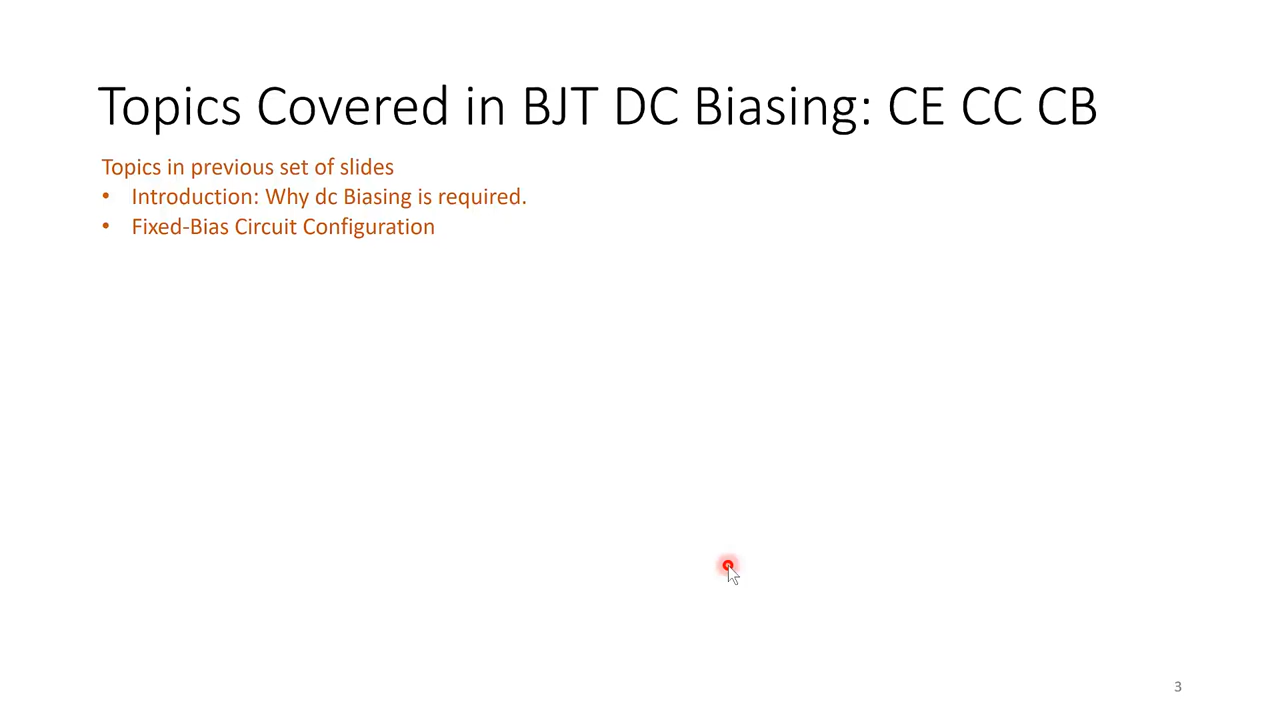 Topics Covered in BJT DC Biasing: CE CC CB
Topics in previous set of slides
• Introduction: Why dc Biasing is required.
• Fixed-Bias Circuit Configuration
3